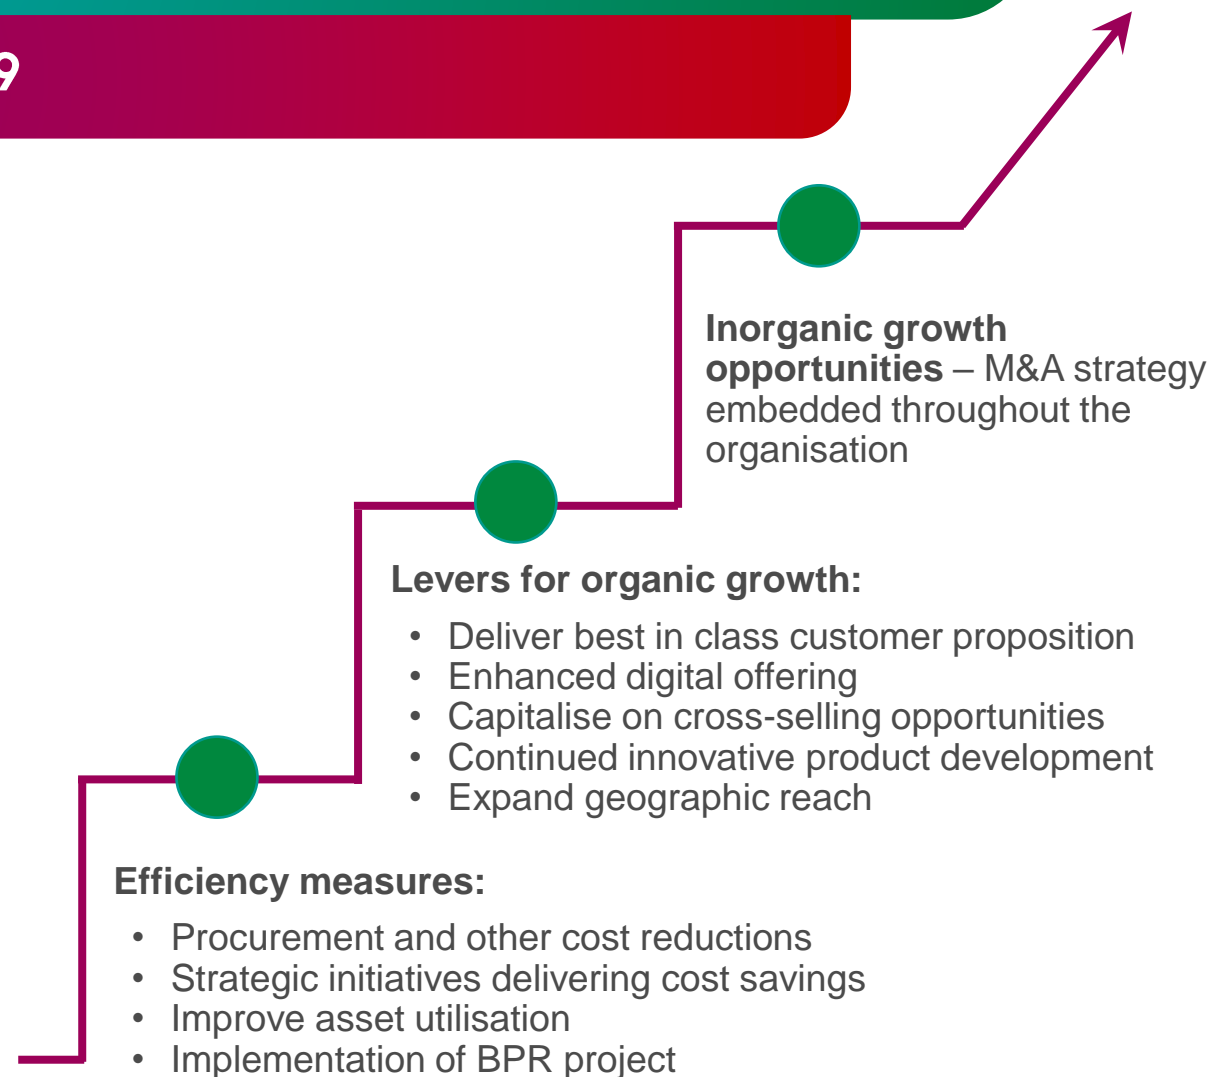 9
Inorganic growth
opportunities – M&A strategy
embedded throughout the
organisation
Levers for organic growth:
• Deliver best in class customer proposition
• Enhanced digital offering
• Capitalise on cross-selling opportunities
• Continued innovative product development
• Expand geographic reach
Efficiency measures:
• Procurement and other cost reductions
• Strategic initiatives delivering cost savings
• Improve asset utilisation
• Implementation of BPR project